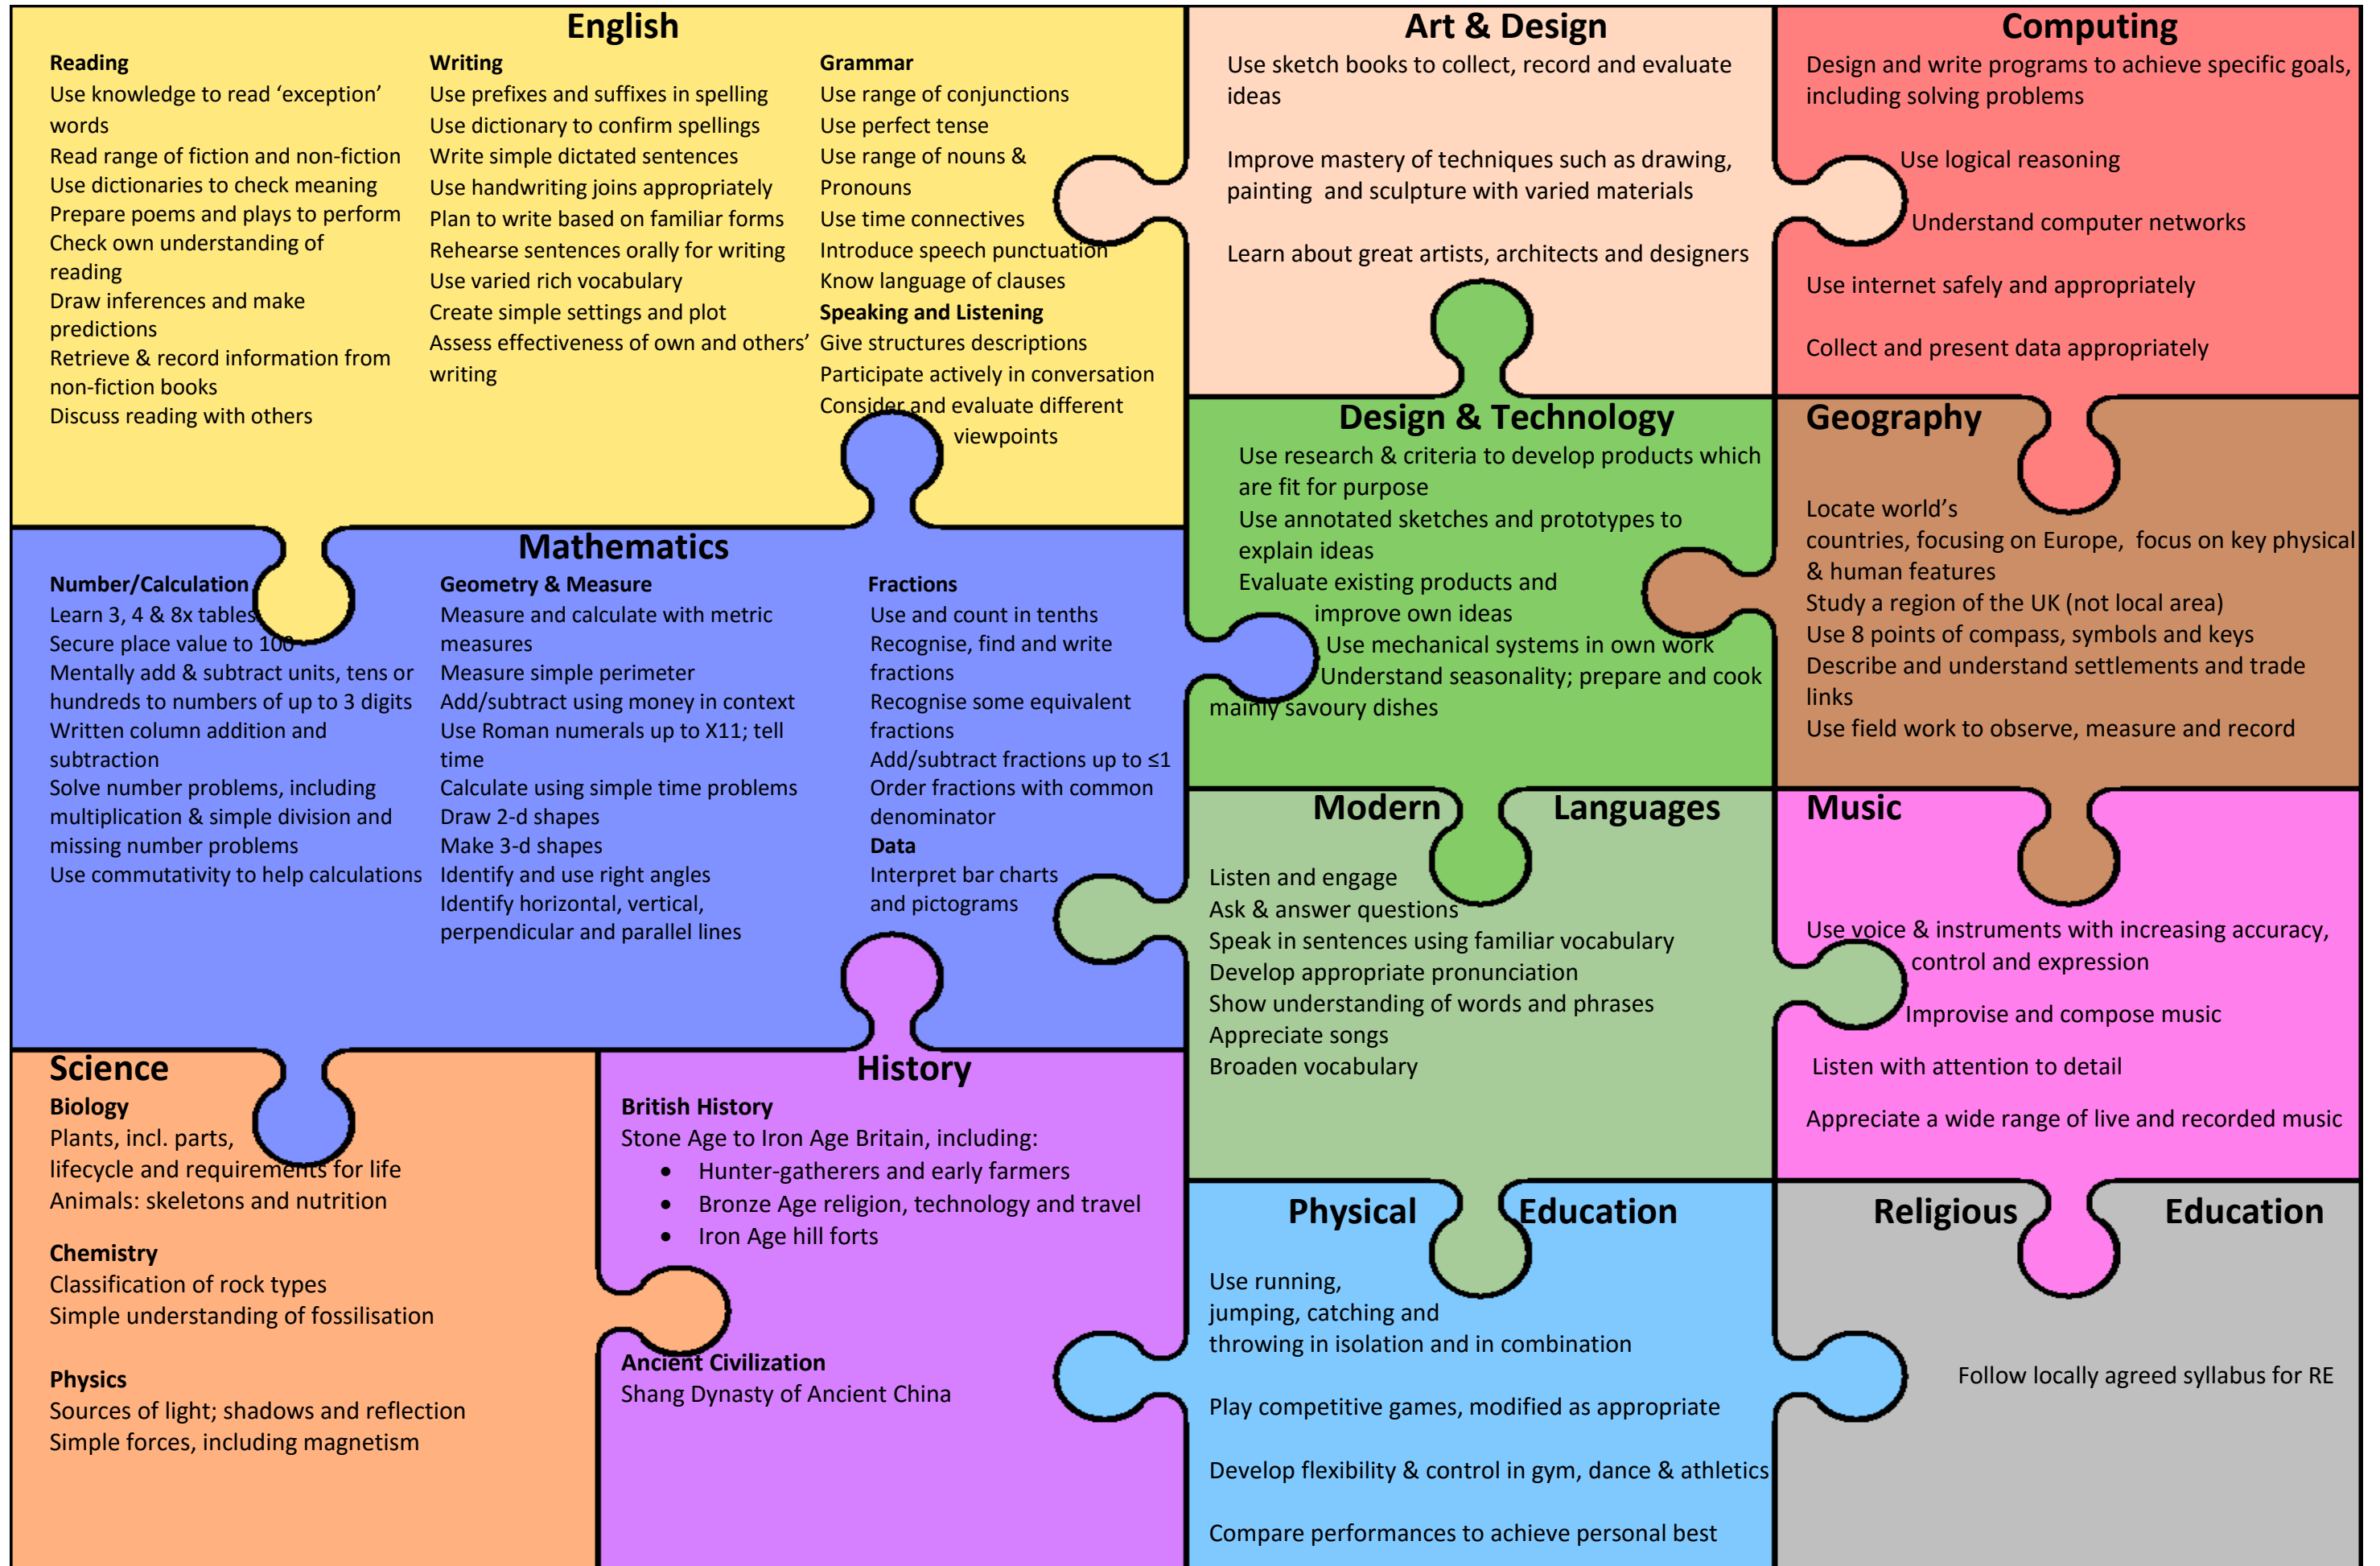 English
Reading
Use knowledge to read ‘exception’
words
Read range of fiction and non-fiction
Use dictionaries to check meaning
Prepare poems and plays to perform
Check own understanding of
reading
Draw inferences and make
predictions
Retrieve & record information from
non-fiction books
Discuss reading with others
Writing
Use prefixes and suffixes in spelling
Use dictionary to confirm spellings
Write simple dictated sentences
Use handwriting joins appropriately
Plan to write based on familiar forms
Rehearse sentences orally for writing
Use varied rich vocabulary
Create simple settings and plot
Assess effectiveness of own and others’
writing
Grammar
Use range of conjunctions
Use perfect tense
Use range of nouns &
Pronouns
Use time connectives
Introduce speech punctuation
Know language of clauses
Speaking and Listening
Give structures descriptions
Participate actively in conversation
Consider and evaluate different
viewpoints
Art & Design
Use sketch books to collect, record and evaluate
ideas
Improve mastery of techniques such as drawing,
painting and sculpture with varied materials
Learn about great artists, architects and designers
Computing
Design and write programs to achieve specific goals,
including solving problems
Use logical reasoning
Understand computer networks
Use internet safely and appropriately
Collect and present data appropriately
Design & Technology
Use research & criteria to develop products which
are fit for purpose
Use annotated sketches and prototypes to
explain ideas
Evaluate existing products and
improve own ideas
Use mechanical systems in own work
Understand seasonality; prepare and cook
mainly savoury dishes
Geography
Locate world’s
countries, focusing on Europe, focus on key physical
& human features
Study a region of the UK (not local area)
Use 8 points of compass, symbols and keys
Describe and understand settlements and trade
links
Use field work to observe, measure and record
Mathematics
Number/Calculation
Learn 3, 4 & 8x tables
Secure place value to 100
Mentally add & subtract units, tens or
hundreds to numbers of up to 3 digits
Written column addition and
subtraction
Solve number problems, including
multiplication & simple division and
missing number problems
Use commutativity to help calculations
Geometry & Measure
Measure and calculate with metric
measures
Measure simple perimeter
Add/subtract using money in context
Use Roman numerals up to X11; tell
time
Calculate using simple time problems
Draw 2-d shapes
Make 3-d shapes
Identify and use right angles
Identify horizontal, vertical,
perpendicular and parallel lines
Fractions
Use and count in tenths
Recognise, find and write
fractions
Recognise some equivalent
fractions
Add/subtract fractions up to ≤1
Order fractions with common
denominator
Data
Interpret bar charts
and pictograms
Modern Languages
Listen and engage
Ask & answer questions
Speak in sentences using familiar vocabulary
Develop appropriate pronunciation
Show understanding of words and phrases
Appreciate songs
Broaden vocabulary
Music
Use voice & instruments with increasing accuracy,
control and expression
Improvise and compose music
Listen with attention to detail
Appreciate a wide range of live and recorded music
Science
Biology
Plants, incl. parts,
lifecycle and requirements for life
Animals: skeletons and nutrition
Chemistry
Classification of rock types
Simple understanding of fossilisation
Physics
Sources of light; shadows and reflection
Simple forces, including magnetism
History
British History
Stone Age to Iron Age Britain, including:
• Hunter-gatherers and early farmers
• Bronze Age religion, technology and travel
• Iron Age hill forts
Ancient Civilization
Shang Dynasty of Ancient China
Physical Education
Use running,
jumping, catching and
throwing in isolation and in combination
Play competitive games, modified as appropriate
Develop flexibility & control in gym, dance & athletics
Compare performances to achieve personal best
Religious Education
Follow locally agreed syllabus for RE